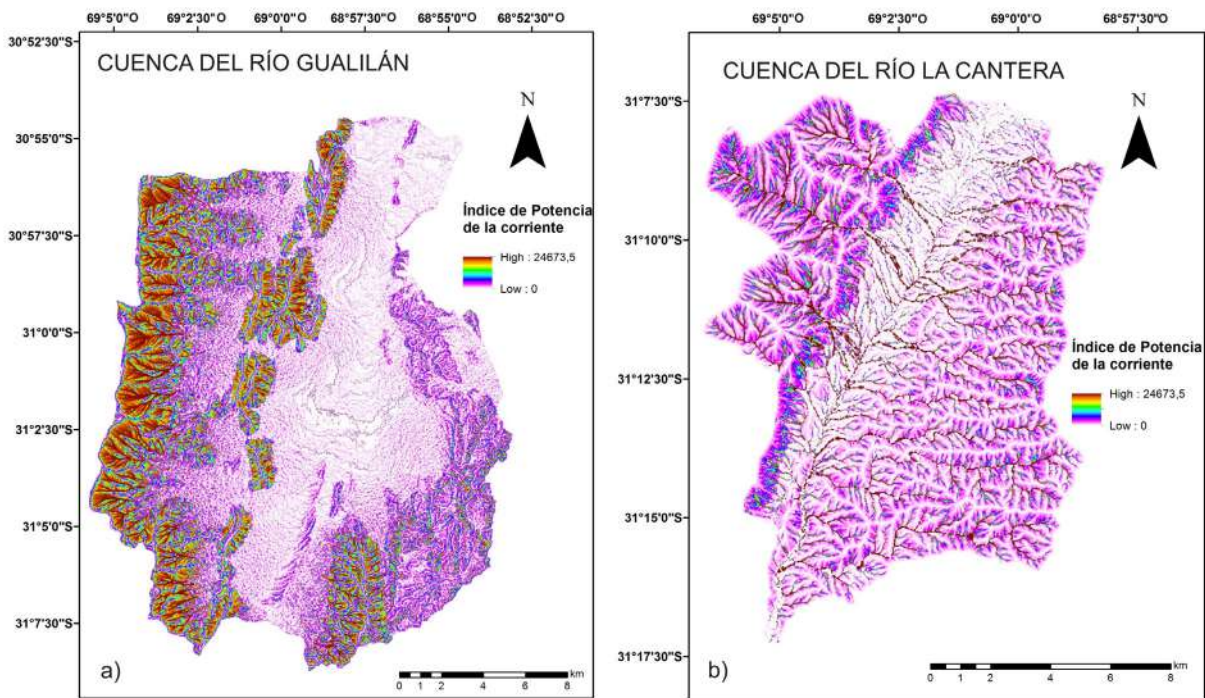 69°5'0"O 69°2'30"O 69°0'0"O 68°57'30"O 68°55'0"O 68°52'30"O
30°52'30"S
30°55'0"S
30°57'30"S
31°0'0"S
31°2'30"S
31°5'0"S
31°7'30"S
CUENCA DEL RÍO GUALILÁN
N
Índice de Potencia
de la corriente
High : 24673,5
Low : 0
a)
km
0 1 2 4 6 8
69°5'0"O 69°2'30"O 69°0'0"O 68°57'30"O
31°7'30"S
31°10'0"S
31°12'30"S
31°15'0"S
31°17'30"S
CUENCA DEL RÍO LA CANTERA
N
Índice de Potencia
de la corriente
High : 24673,5
Low : 0
b)
km
0 1 2 4 6 8